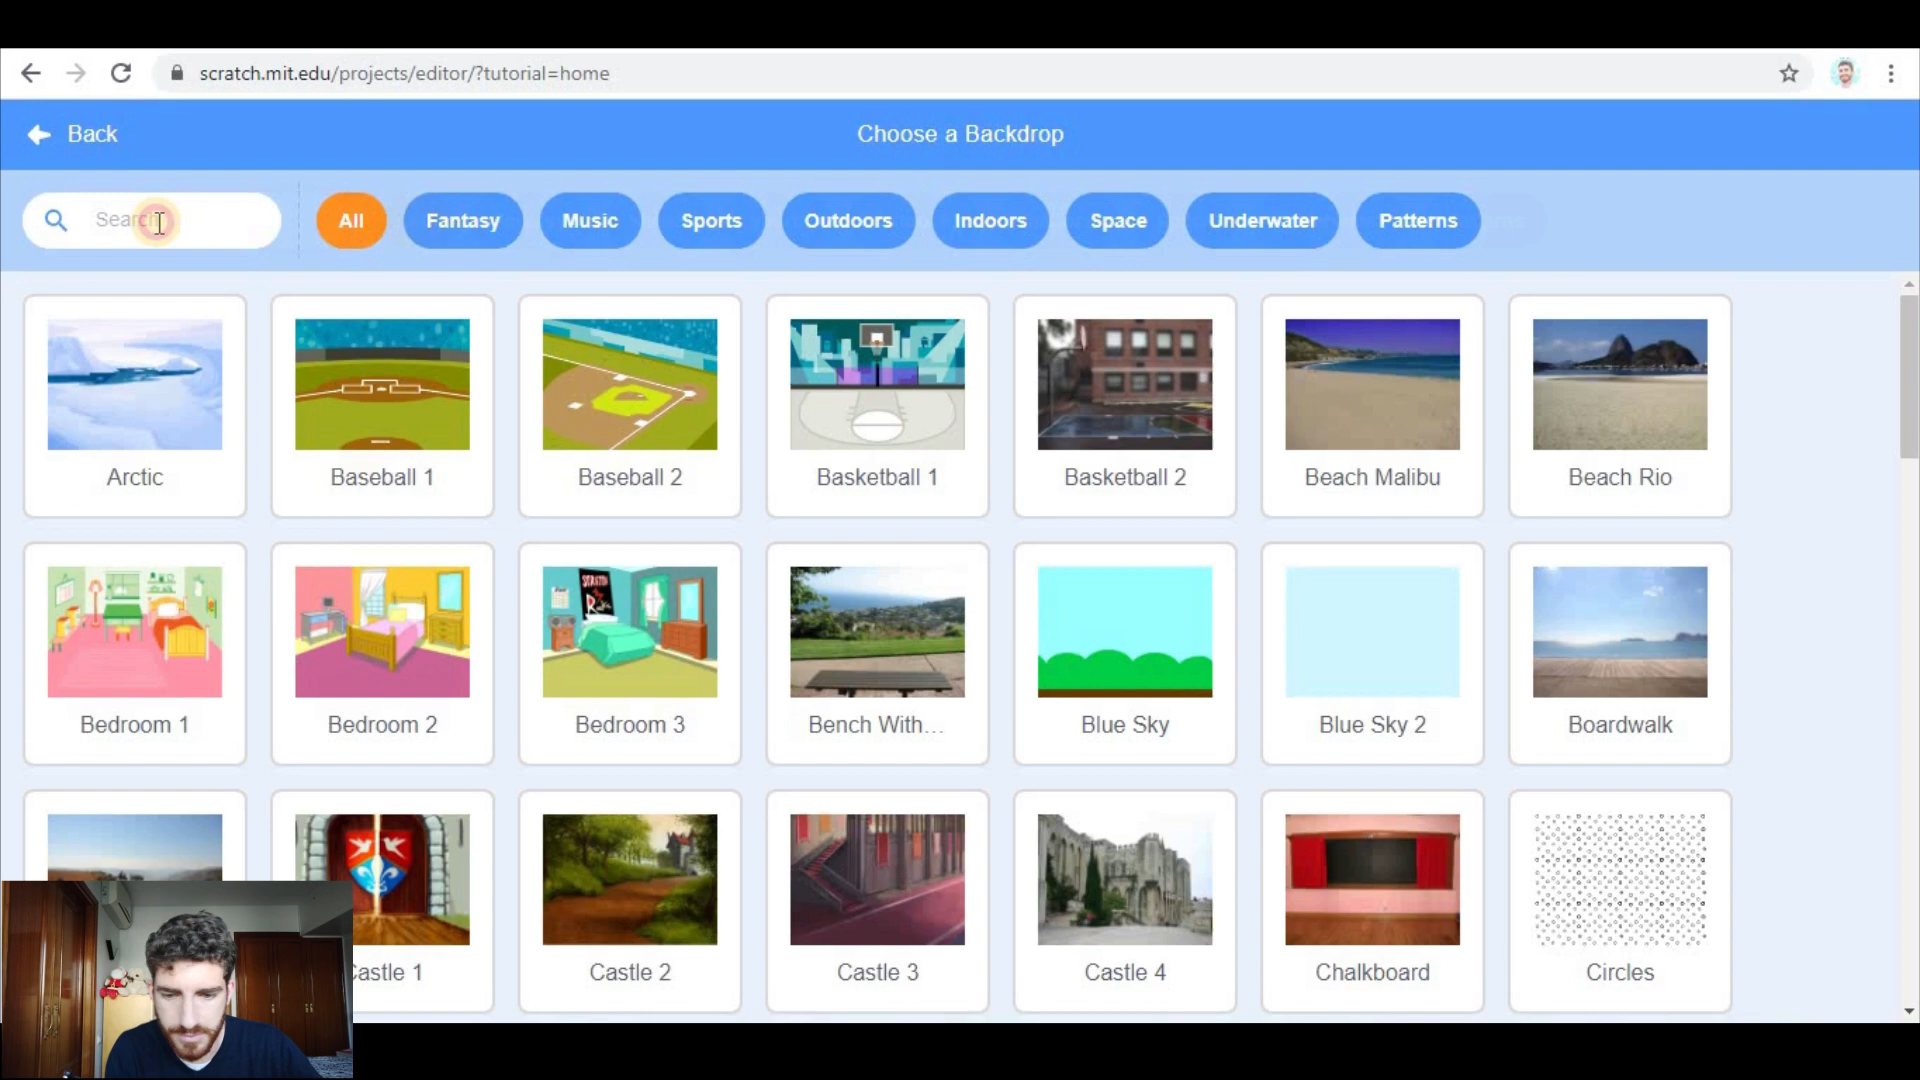 scratch.mit.edu/projects/editor/?tutorial=home
Back
Choose a Backdrop
Search
All
Fantasy
Music
Sports
Outdoors
Indoors
Space
Underwater
Patterns
Arctic
Baseball 1
Baseball 2
Basketball 1
Basketball 2
Beach Malibu
Beach Rio
Bedroom 1
Bedroom 2
Bedroom 3
Bench With...
Blue Sky
Blue Sky 2
Boardwalk
Castle 1
Castle 2
Castle 3
Castle 4
Chalkboard
Circles